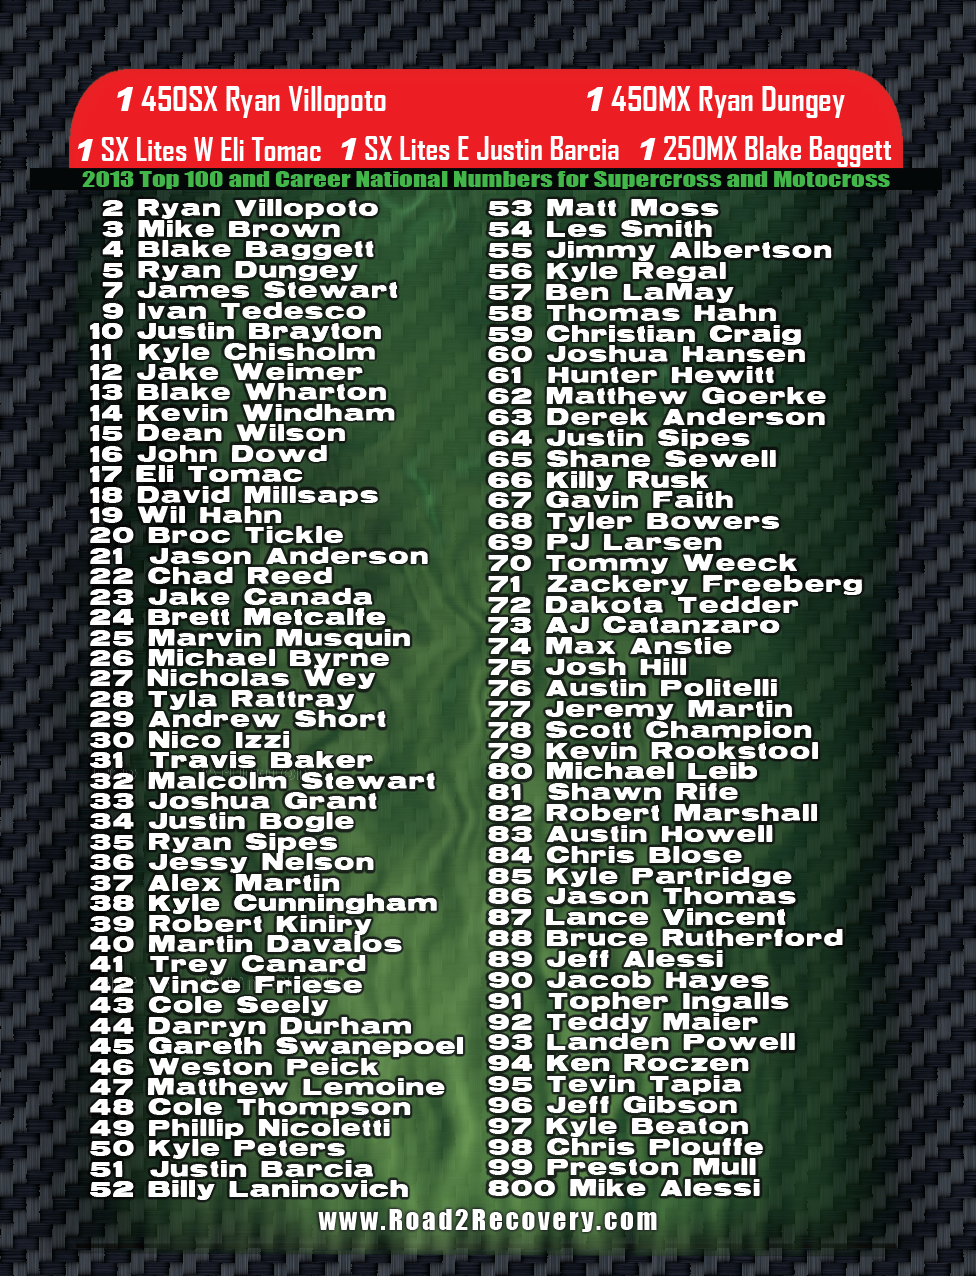 1 450SX Ryan Villopoto 1 450MX Ryan Dungey
1 SX Lites W Eli Tomac 1 SX Lites E Justin Barcia 1 250MX Blake Baggett
2013 Top 100 and Career National Numbers for Supercross and Motocross
2 Ryan Villopoto
3 Mike Brown
4 Blake Baggett
5 Ryan Dungey
7 James Stewart
9 Ivan Tedesco
10 Justin Brayton
11 Kyle Chisholm
12 Jake Weimer
13 Blake Wharton
14 Kevin Windham
15 Dean Wilson
16 John Dowd
17 Eli Tomac
18 David Millsaps
19 Wil Hahn
20 Broc Tickle
21 Jason Anderson
22 Chad Reed
23 Jake Canada
24 Brett Metcalfe
25 Marvin Musquin
26 Michael Byrne
27 Nicholas Wey
28 Tyla Rattray
29 Andrew Short
30 Nico Izzi
31 Travis Baker
32 Malcolm Stewart
33 Joshua Grant
34 Justin Bogle
35 Ryan Sipes
36 Jessy Nelson
37 Alex Martin
38 Kyle Cunningham
39 Robert Kiniry
40 Martin Davalos
41 Trey Canard
42 Vince Friese
43 Cole Seely
44 Darryn Durham
45 Gareth Swanepoel
46 Weston Peick
47 Matthew Lemoine
48 Cole Thompson
49 Phillip Nicoletti
50 Kyle Peters
51 Justin Barcia
52 Billy Laninovich
53 Matt Moss
54 Les Smith
55 Jimmy Albertson
56 Kyle Regal
57 Ben LaMay
58 Thomas Hahn
59 Christian Craig
60 Joshua Hansen
61 Hunter Hewitt
62 Matthew Goerke
63 Derek Anderson
64 Justin Sipes
65 Shane Sewell
66 Killy Rusk
67 Gavin Faith
68 Tyler Bowers
69 PJ Larsen
70 Tommy Weeck
71 Zackery Freeberg
72 Dakota Tedder
73 AJ Catanzaro
74 Max Anstie
75 Josh Hill
76 Austin Politelli
77 Jeremy Martin
78 Scott Champion
79 Kevin Rookstool
80 Michael Leib
81 Shawn Rife
82 Robert Marshall
83 Austin Howell
84 Chris Blose
85 Kyle Partridge
86 Jason Thomas
87 Lance Vincent
88 Bruce Rutherford
89 Jeff Alessi
90 Jacob Hayes
91 Topher Ingalls
92 Teddy Maier
93 Landen Powell
94 Ken Roczen
95 Tevin Tapia
96 Jeff Gibson
97 Kyle Beaton
98 Chris Plouffe
99 Preston Mull
800 Mike Alessi
www.Road2Recovery.com